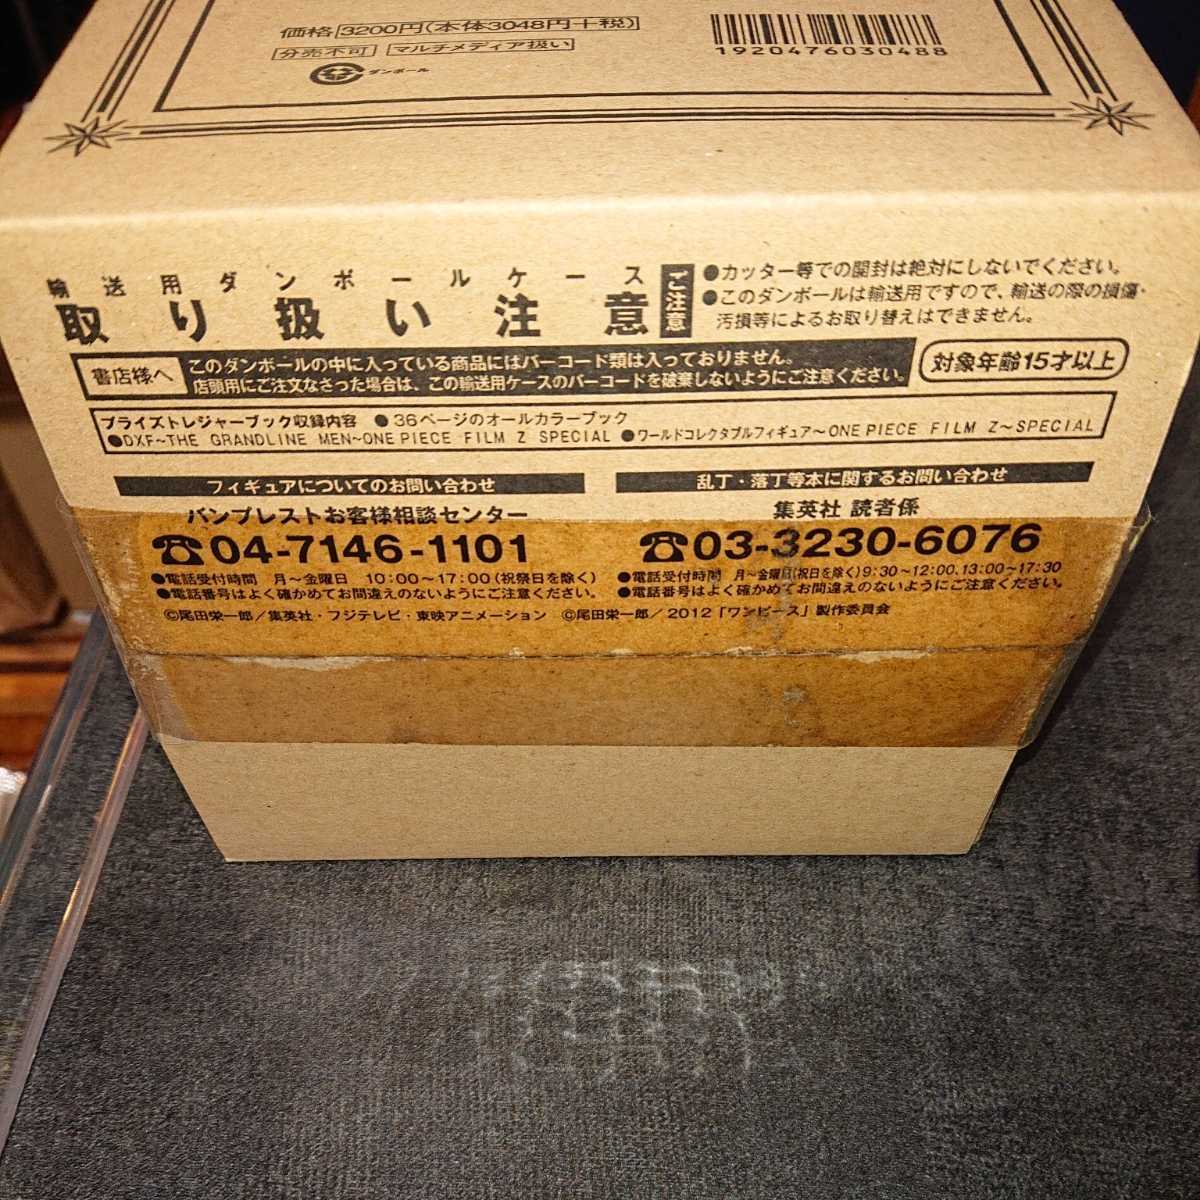 価格 3200円(本体3048円+税)
分売不可 マルチメディア扱い
ダンボール
1920476030488
輸送用ダンボールケース
取り扱い注意
ご注意
●カッター等での開封は絶対にしないでください。
●このダンボールは輸送用ですので、輸送の際の損傷・
汚損等によるお取り替えはできません。
書店様へ
このダンボールの中に入っている商品にはバーコード類は入っておりません。
店頭用にご注文なさった場合は、この輸送用ケースのバーコードを破棄しないようにご注意ください。
対象年齢15才以上
プライズトレジャーブック収録内容 ●36ページのオールカラーブック
●DXF~THE GRANDLINE MEN~ONE PIECE FILM Z SPECIAL ●ワールドコレクタブルフィギュア~ONE PIECE FILM Z~SPECIAL
フィギュアについてのお問い合わせ
バンプレストお客様相談センター
☎04-7146-1101
●電話受付時間 月~金曜日 10:00~17:00(祝祭日を除く)
●電話番号はよく確かめてお間違えのないようにご注意ください。
乱丁・落丁等本に関するお問い合わせ
集英社 読者係
☎03-3230-6076
●電話受付時間 月~金曜日(祝日を除く)9:30~12:00、13:00~17:30
●電話番号はよく確かめてお間違えのないようにご注意ください。
©尾田栄一郎/集英社・フジテレビ・東映アニメーション ©尾田栄一郎/2012「ワンピース」製作委員会